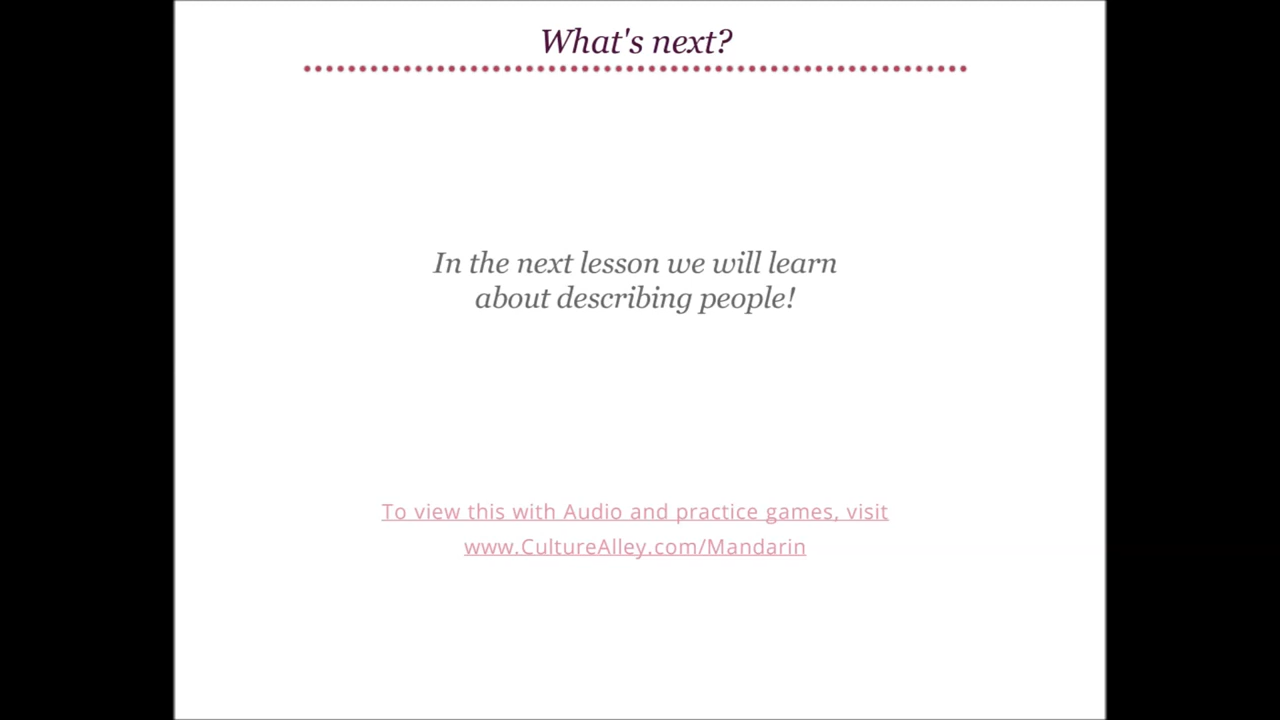 What's next?
In the next lesson we will learn
about describing people!
To view this with Audio and practice games, visit
www.CultureAlley.com/Mandarin